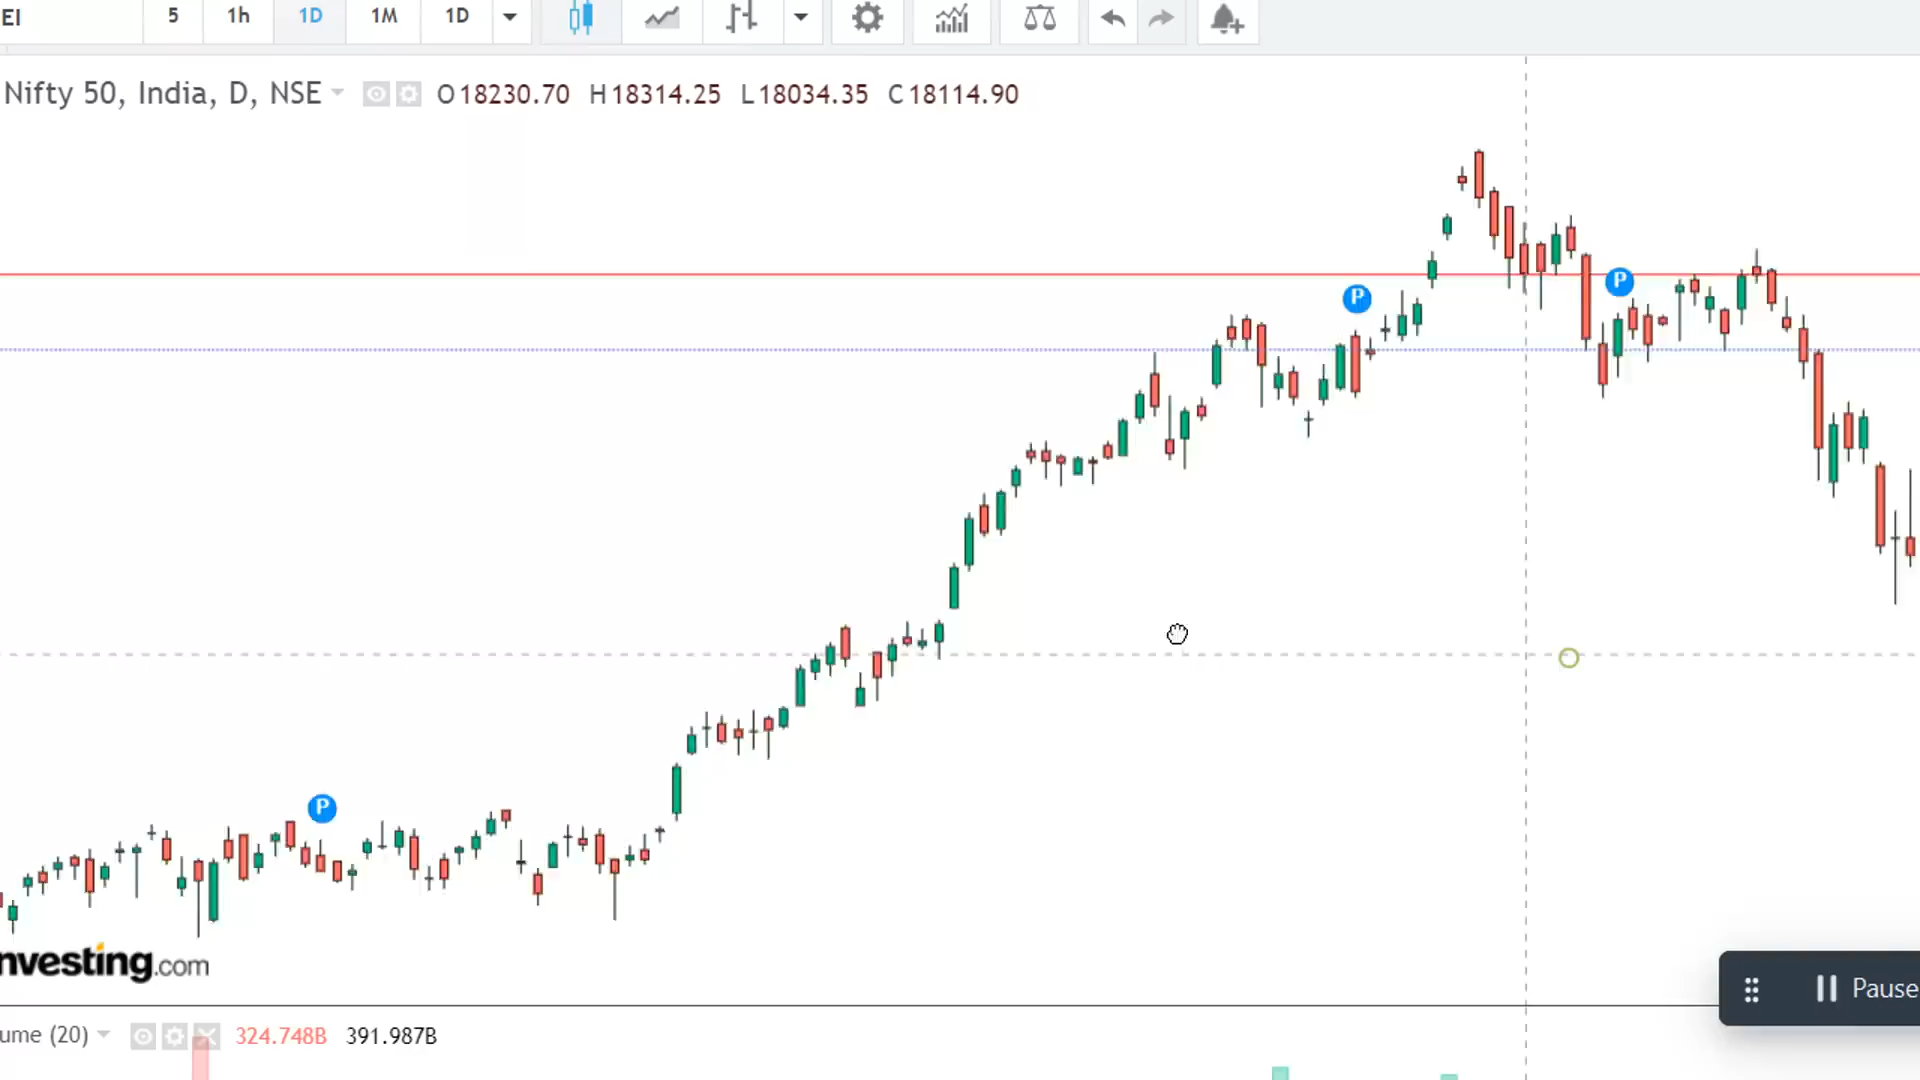 EI 5 1h 1D 1M 1D
Nifty 50, India, D, NSE O18230.70 H18314.25 L18034.35 C18114.90
P
P
P
nvesting.com
Pause
ume (20) 324.748B 391.987B